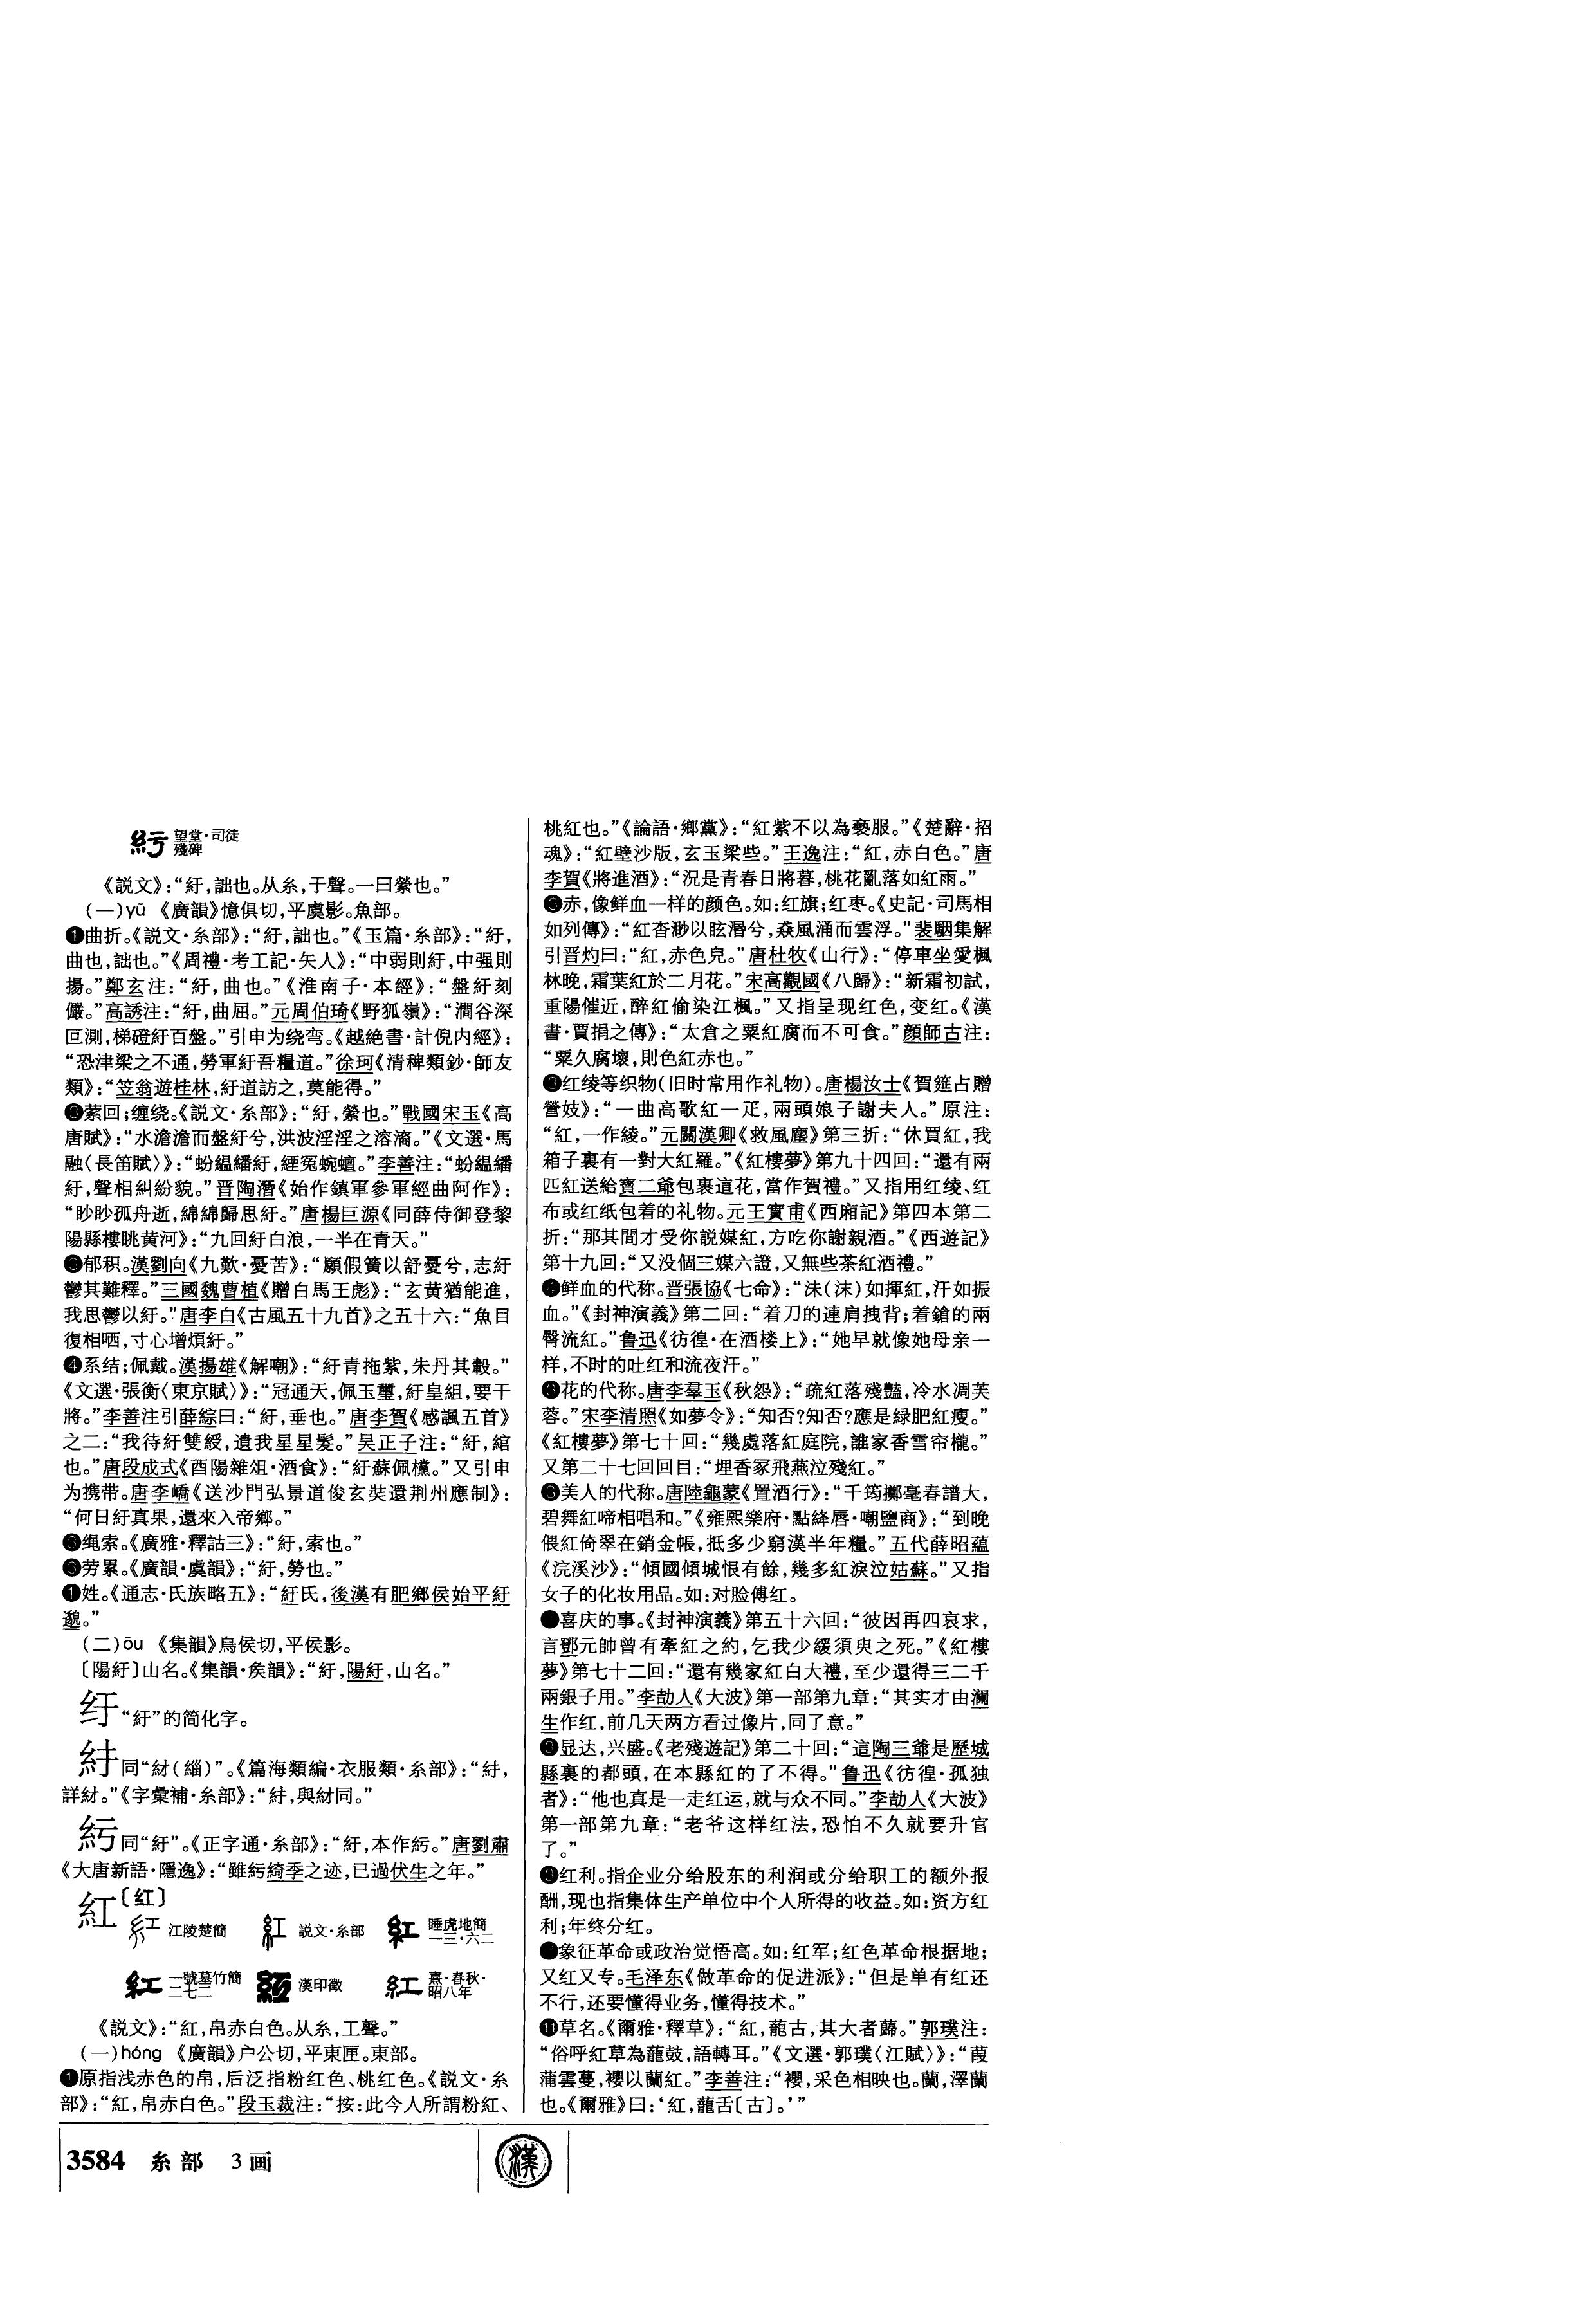 紆 望堂·司徒
殘碑
《説文》：“紆，詘也。从糸，于聲。一曰縈也。”
（一）yū 《廣韻》憶俱切，平虞影。魚部。
❶曲折。《説文·糸部》：“紆，詘也。”《玉篇·糸部》：“紆，
曲也，詘也。”《周禮·考工記·矢人》：“中弱則紆，中强則
揚。”鄭玄注：“紆，曲也。”《淮南子·本經》：“盤紆刻
儼。”高誘注：“紆，曲屈。”元周伯琦《野狐嶺》：“澗谷深
叵測，梯磴紆百盤。”引申为绕弯。《越絶書·計倪内經》：
“恐津梁之不通，勞軍紆吾糧道。”徐珂《清稗類鈔·師友
類》：“笠翁遊桂林，紆道訪之，莫能得。”
萦回；缠绕。《説文·糸部》：“紆，縈也。”戰國宋玉《高
唐賦》：“水澹澹而盤紆兮，洪波淫淫之溶㵝。”《文選·馬
融〈長笛賦〉》：“蚡緼繙紆，緸冤蜿蟺。”李善注：“蚡緼繙
紆，聲相糾紛貌。”晋陶潛《始作鎮軍參軍經曲阿作》：
“眇眇孤舟逝，綿綿歸思紆。”唐楊巨源《同薛侍御登黎
陽縣樓眺黄河》：“九回紆白浪，一半在青天。”
郁积。漢劉向《九歎·憂苦》：“願假簧以舒憂兮，志紆
鬱其難釋。”三國魏曹植《贈白馬王彪》：“玄黄猶能進，
我思鬱以紆。”唐李白《古風五十九首》之五十六：“魚目
復相哂，寸心增煩紆。”
❹系结；佩戴。漢揚雄《解嘲》：“紆青拖紫，朱丹其轂。”
《文選·張衡〈東京賦〉》：“冠通天，佩玉璽，紆皇組，要干
將。”李善注引薛綜曰：“紆，垂也。”唐李賀《感諷五首》
之二：“我待紆雙綬，遺我星星髮。”吴正子注：“紆，綰
也。”唐段成式《酉陽雜俎·酒食》：“紆蘇佩欓。”又引申
为携带。唐李嶠《送沙門弘景道俊玄奘還荆州應制》：
“何日紆真果，還來入帝鄉。”
绳索。《廣雅·釋詁三》：“紆，索也。”
劳累。《廣韻·虞韻》：“紆，勞也。”
❶姓。《通志·氏族略五》：“紆氏，後漢有肥鄉侯始平紆
邈。”
（二）ōu 《集韻》烏侯切，平侯影。
〔陽紆〕山名。《集韻·矦韻》：“紆，陽紆，山名。”
纡“紆”的简化字。
紪同“紂（緇）”。《篇海類編·衣服類·糸部》：“紪，
詳紂。”《字彙補·糸部》：“紪，與紂同。”
紆同“紆”。《正字通·糸部》：“紆，本作紆。”唐劉肅
《大唐新語·隱逸》：“雖紆綺季之迹，已過伏生之年。”
紅〔红〕
江陵楚簡 説文·糸部 睡虎地簡
一三·六二
一號墓竹簡
二七二 漢印徵 熹·春秋·
昭八年
《説文》：“紅，帛赤白色。从糸，工聲。”
（一）hóng 《廣韻》户公切，平東匣。東部。
❶原指浅赤色的帛，后泛指粉红色、桃红色。《説文·糸
部》：“紅，帛赤白色。”段玉裁注：“按：此今人所謂粉紅、
桃紅也。”《論語·鄉黨》：“紅紫不以為褻服。”《楚辭·招
魂》：“紅壁沙版，玄玉梁些。”王逸注：“紅，赤白色。”唐
李賀《將進酒》：“況是青春日將暮，桃花亂落如紅雨。”
赤，像鲜血一样的颜色。如：红旗；红枣。《史記·司馬相
如列傳》：“紅杳渺以眩湣兮，猋風涌而雲浮。”裴駰集解
引晋灼曰：“紅，赤色皃。”唐杜牧《山行》：“停車坐愛楓
林晚，霜葉紅於二月花。”宋高觀國《八歸》：“新霜初試，
重陽催近，醉紅偷染江楓。”又指呈现红色，变红。《漢
書·賈捐之傳》：“太倉之粟紅腐而不可食。”顔師古注：
“粟久腐壞，則色紅赤也。”
红绫等织物（旧时常用作礼物）。唐楊汝士《賀筵占贈
營妓》：“一曲高歌紅一疋，兩頭娘子謝夫人。”原注：
“紅，一作綾。”元關漢卿《救風塵》第三折：“休買紅，我
箱子裏有一對大紅羅。”《紅樓夢》第九十四回：“還有兩
匹紅送給寶二爺包裹這花，當作賀禮。”又指用红绫、红
布或红纸包着的礼物。元王實甫《西廂記》第四本第二
折：“那其間才受你説媒紅，方吃你謝親酒。”《西遊記》
第十九回：“又没個三媒六證，又無些茶紅酒禮。”
❹鲜血的代称。晋張協《七命》：“沬（沫）如揮紅，汗如振
血。”《封神演義》第二回：“着刀的連肩拽背；着鎗的兩
臀流紅。”鲁迅《彷徨·在酒楼上》：“她早就像她母亲一
样，不时的吐红和流夜汗。”
花的代称。唐李羣玉《秋怨》：“疏紅落殘豔，冷水凋芙
蓉。”宋李清照《如夢令》：“知否？知否？應是緑肥紅瘦。”
《紅樓夢》第七十回：“幾處落紅庭院，誰家香雪帘櫳。”
又第二十七回回目：“埋香冢飛燕泣殘紅。”
美人的代称。唐陸龜蒙《置酒行》：“千筠擲毫春譜大，
碧舞紅啼相唱和。”《雍熙樂府·點絳唇·嘲鹽商》：“到晚
偎紅倚翠在銷金帳，抵多少窮漢半年糧。”五代薛昭藴
《浣溪沙》：“傾國傾城恨有餘，幾多紅淚泣姑蘇。”又指
女子的化妆用品。如：对脸傅红。
喜庆的事。《封神演義》第五十六回：“彼因再四哀求，
言鄧元帥曾有牽紅之約，乞我少緩須臾之死。”《紅樓
夢》第七十二回：“還有幾家紅白大禮，至少還得三二千
兩銀子用。”李劼人《大波》第一部第九章：“其实才由澜
生作红，前几天两方看过像片，同了意。”
显达，兴盛。《老殘遊記》第二十回：“這陶三爺是歷城
縣裏的都頭，在本縣紅的了不得。”鲁迅《彷徨·孤独
者》：“他也真是一走红运，就与众不同。”李劼人《大波》
第一部第九章：“老爷这样红法，恐怕不久就要升官
了。”
红利。指企业分给股东的利润或分给职工的额外报
酬，现也指集体生产单位中个人所得的收益。如：资方红
利；年终分红。
象征革命或政治觉悟高。如：红军；红色革命根据地；
又红又专。毛泽东《做革命的促进派》：“但是单有红还
不行，还要懂得业务，懂得技术。”
⓫草名。《爾雅·釋草》：“紅，蘢古，其大者蘬。”郭璞注：
“俗呼紅草為蘢鼓，語轉耳。”《文選·郭璞〈江賦〉》：“葭
蒲雲蔓，䙬以蘭紅。”李善注：“䙬，采色相映也。蘭，澤蘭
也。《爾雅》曰：‘紅，蘢舌〔古〕。’”
3584 糸部 3画 漢